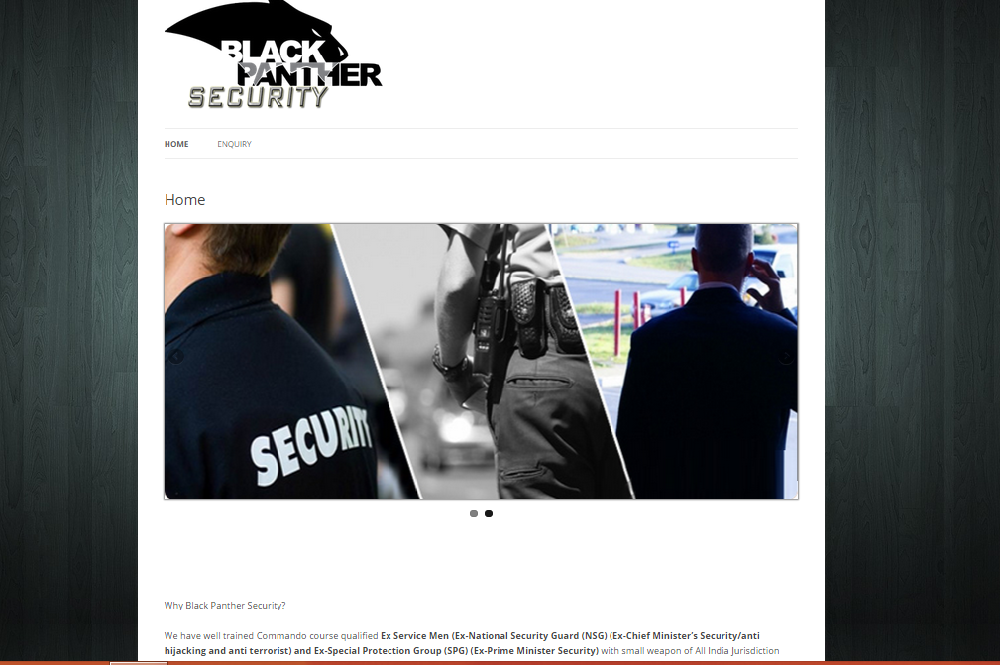 BLACK
PANTHER
SECURITY
HOME ENQUIRY
Home
SECURITY
Why Black Panther Security?
We have well trained Commando course qualified Ex Service Men (Ex-National Security Guard (NSG) (Ex-Chief Minister's Security/anti
hijacking and anti terrorist) and Ex-Special Protection Group (SPG) (Ex-Prime Minister Security) with small weapon of All India Jurisdiction